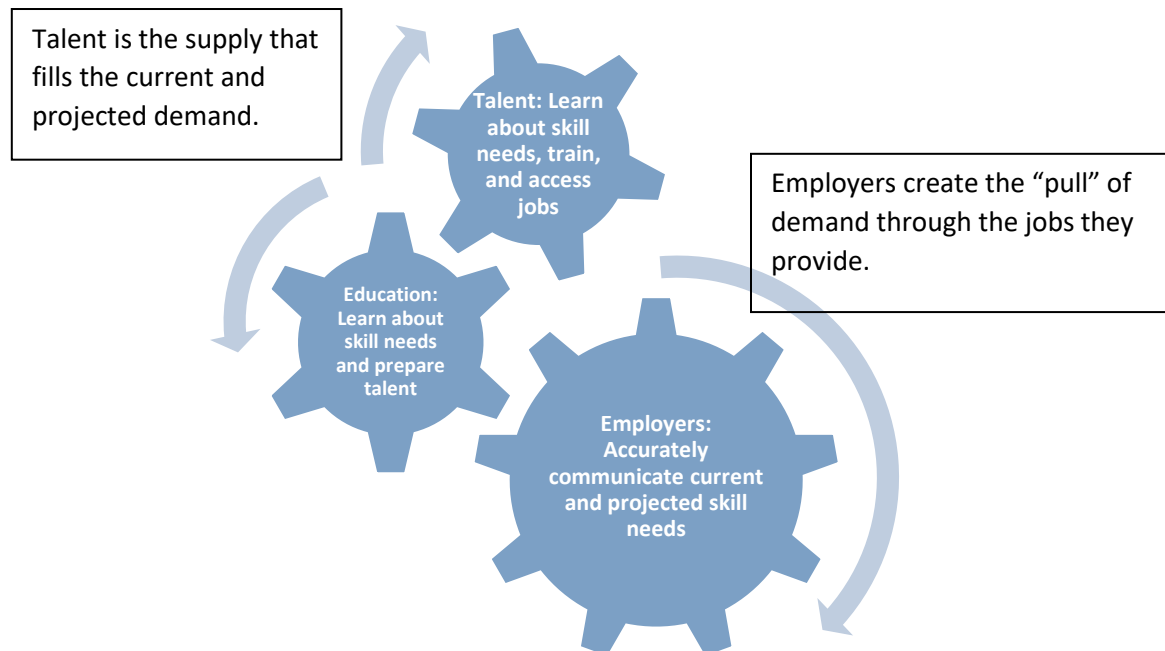 Talent is the supply that
fills the current and
projected demand.
Talent: Learn
about skill
needs, train,
and access
jobs
Employers create the “pull” of
demand through the jobs they
provide.
Education:
Learn about
skill needs
and prepare
talent
Employers:
Accurately
communicate current
and projected skill
needs